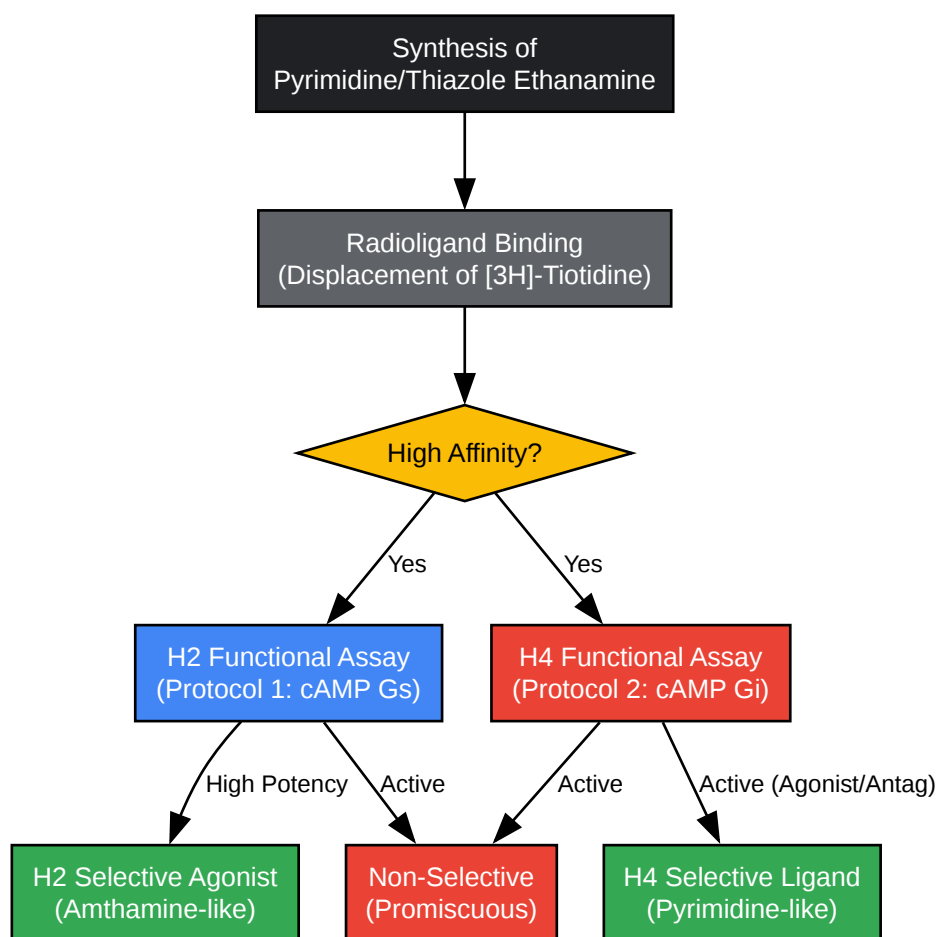 Synthesis of
Pyrimidine/Thiazole Ethanamine
Radioligand Binding
(Displacement of [3H]-Tiotidine)
High Affinity?
Yes
Yes
H2 Functional Assay
(Protocol 1: cAMP Gs)
H4 Functional Assay
(Protocol 2: cAMP Gi)
High Potency
Active
Active
Active (Agonist/Antag)
H2 Selective Agonist
(Amthamine-like)
Non-Selective
(Promiscuous)
H4 Selective Ligand
(Pyrimidine-like)